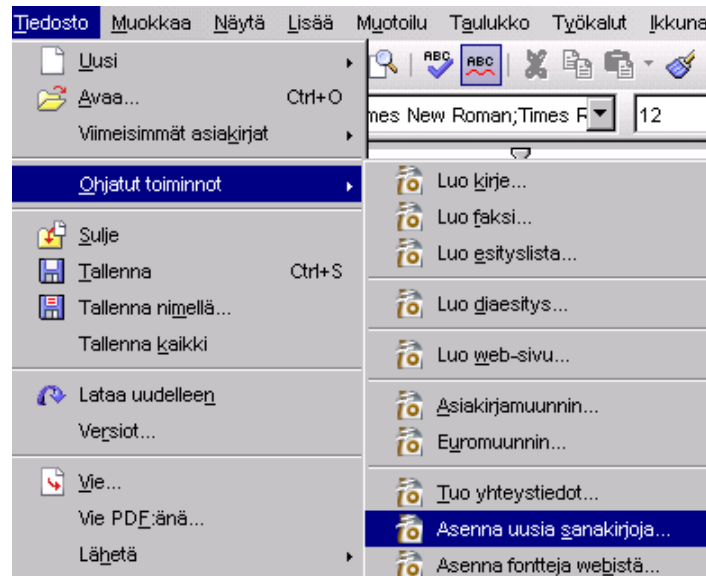 Tiedosto Muokkaa Näytä Lisää Muotoilu Taulukko Työkalut Ikkuna
Uusi
Avaa... Ctrl+O
Viimeisimmät asiakirjat
Ohjatut toiminnot
Sulje
Tallenna Ctrl+S
Tallenna nimellä...
Tallenna kaikki
Lataa uudelleen
Versiot...
Vie...
Vie PDF:änä...
Lähetä
ABC ABC
mes New Roman;Times R 12
Luo kirje...
Luo faksi...
Luo esityslista...
Luo diaesitys...
Luo web-sivu...
Asiakirjamuunnin...
Euromuunnin...
Tuo yhteystiedot...
Asenna uusia sanakirjoja...
Asenna fontteja webistä...